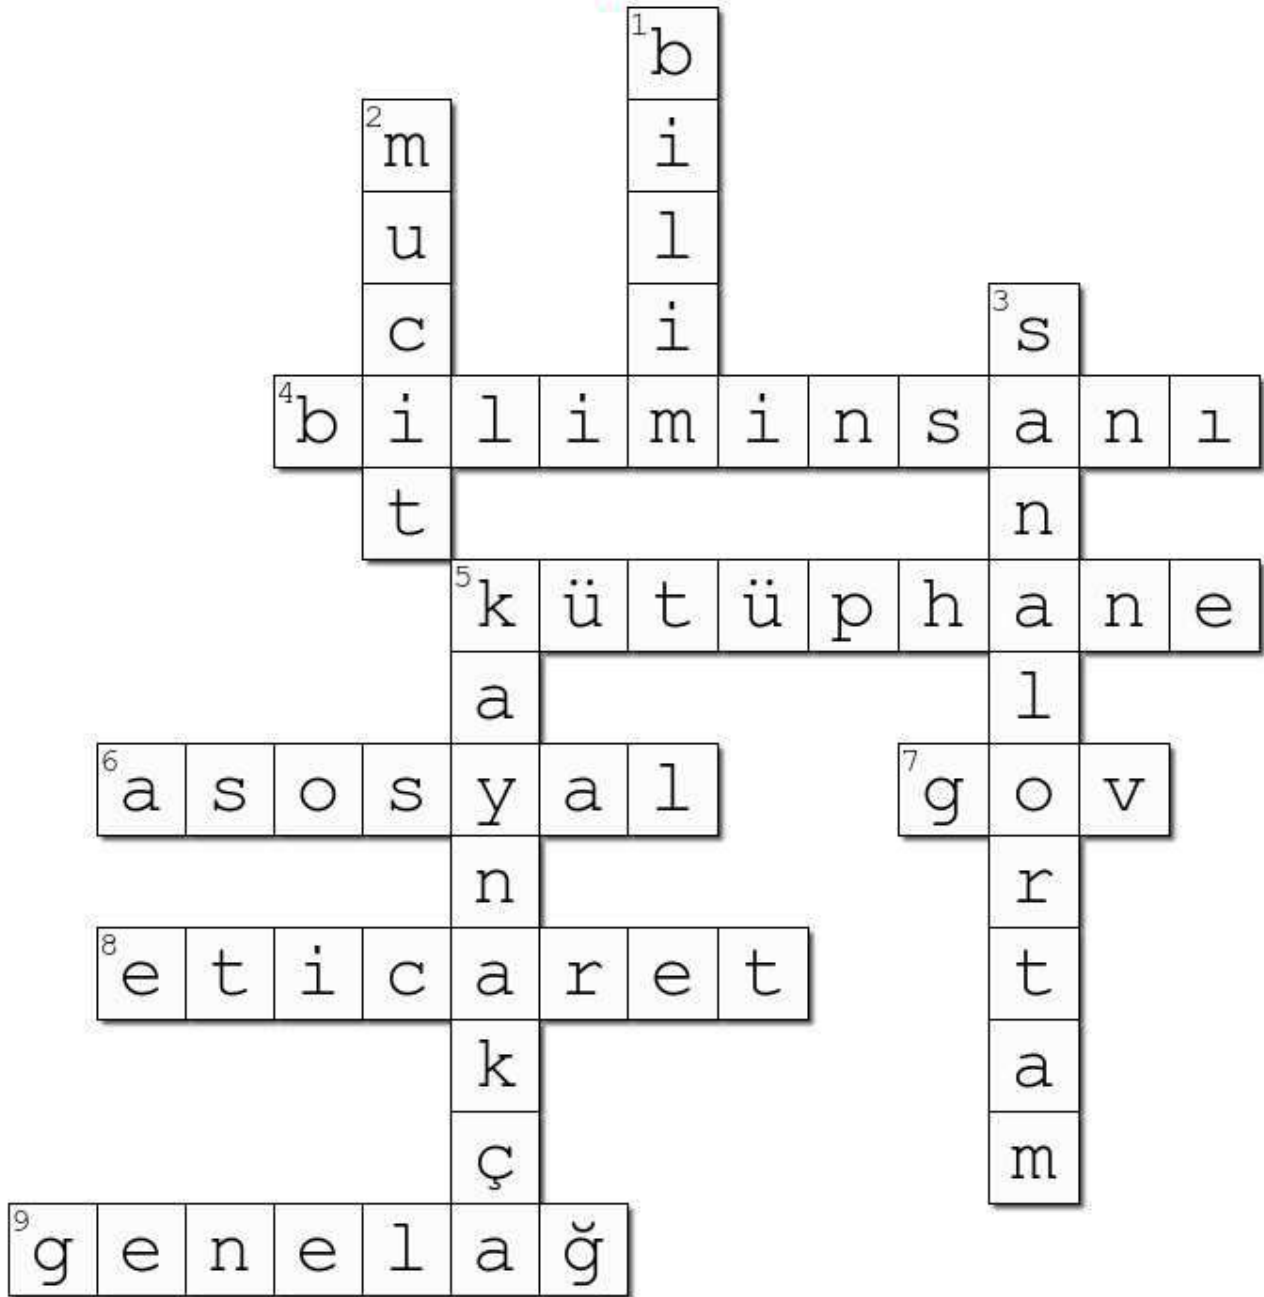 1 b
2 m i
u l
c i 3 s
4 b i l i m i n s a n ı
t n
5 k ü t ü p h a n e
a l
6 a s o s y a l 7 g o v
n r
8 e t i c a r e t t
k a
ç m
9 g e n e l a ğ